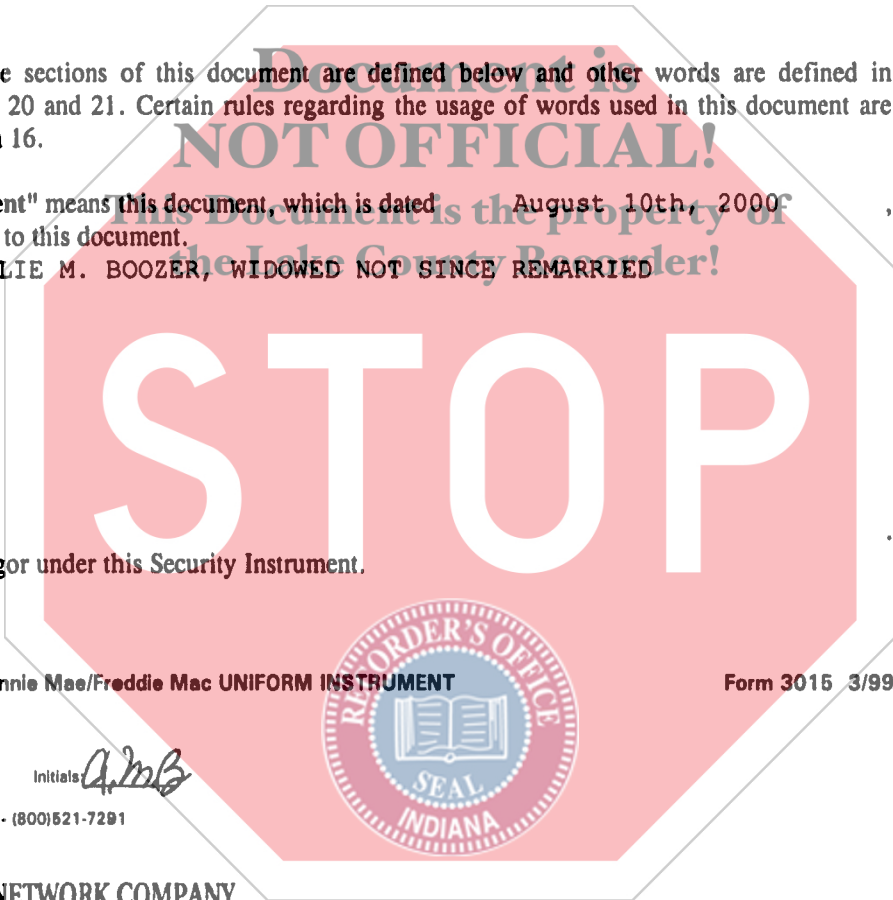 Document is
e sections of this document are defined below and other words are defined in
20 and 21. Certain rules regarding the usage of words used in this document are
16.
NOT OFFICIAL!
ent" means this document, which is dated August 10th, 2000 ,
This Document is the property of
to this document.
the Lake County Recorder!
LIE M. BOOZER, WIDOWED NOT SINCE REMARRIED
STOP
.
gor under this Security Instrument.
RECORDER'S OFFICE
SEAL
INDIANA
nnie Mae/Freddie Mac UNIFORM INSTRUMENT Form 3015 3/99
Initials: A.M.B
- (800)521-7291
NETWORK COMPANY